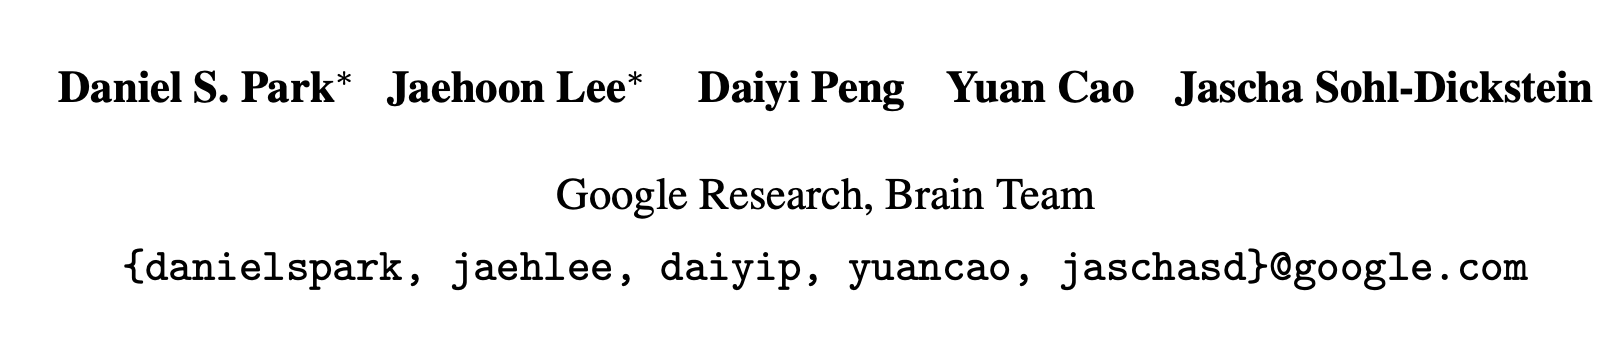 Daniel S. Park* Jaehoon Lee* Daiyi Peng Yuan Cao Jascha Sohl-Dickstein
Google Research, Brain Team
{danielspark, jaehlee, daiyip, yuancao, jaschasd}@google.com